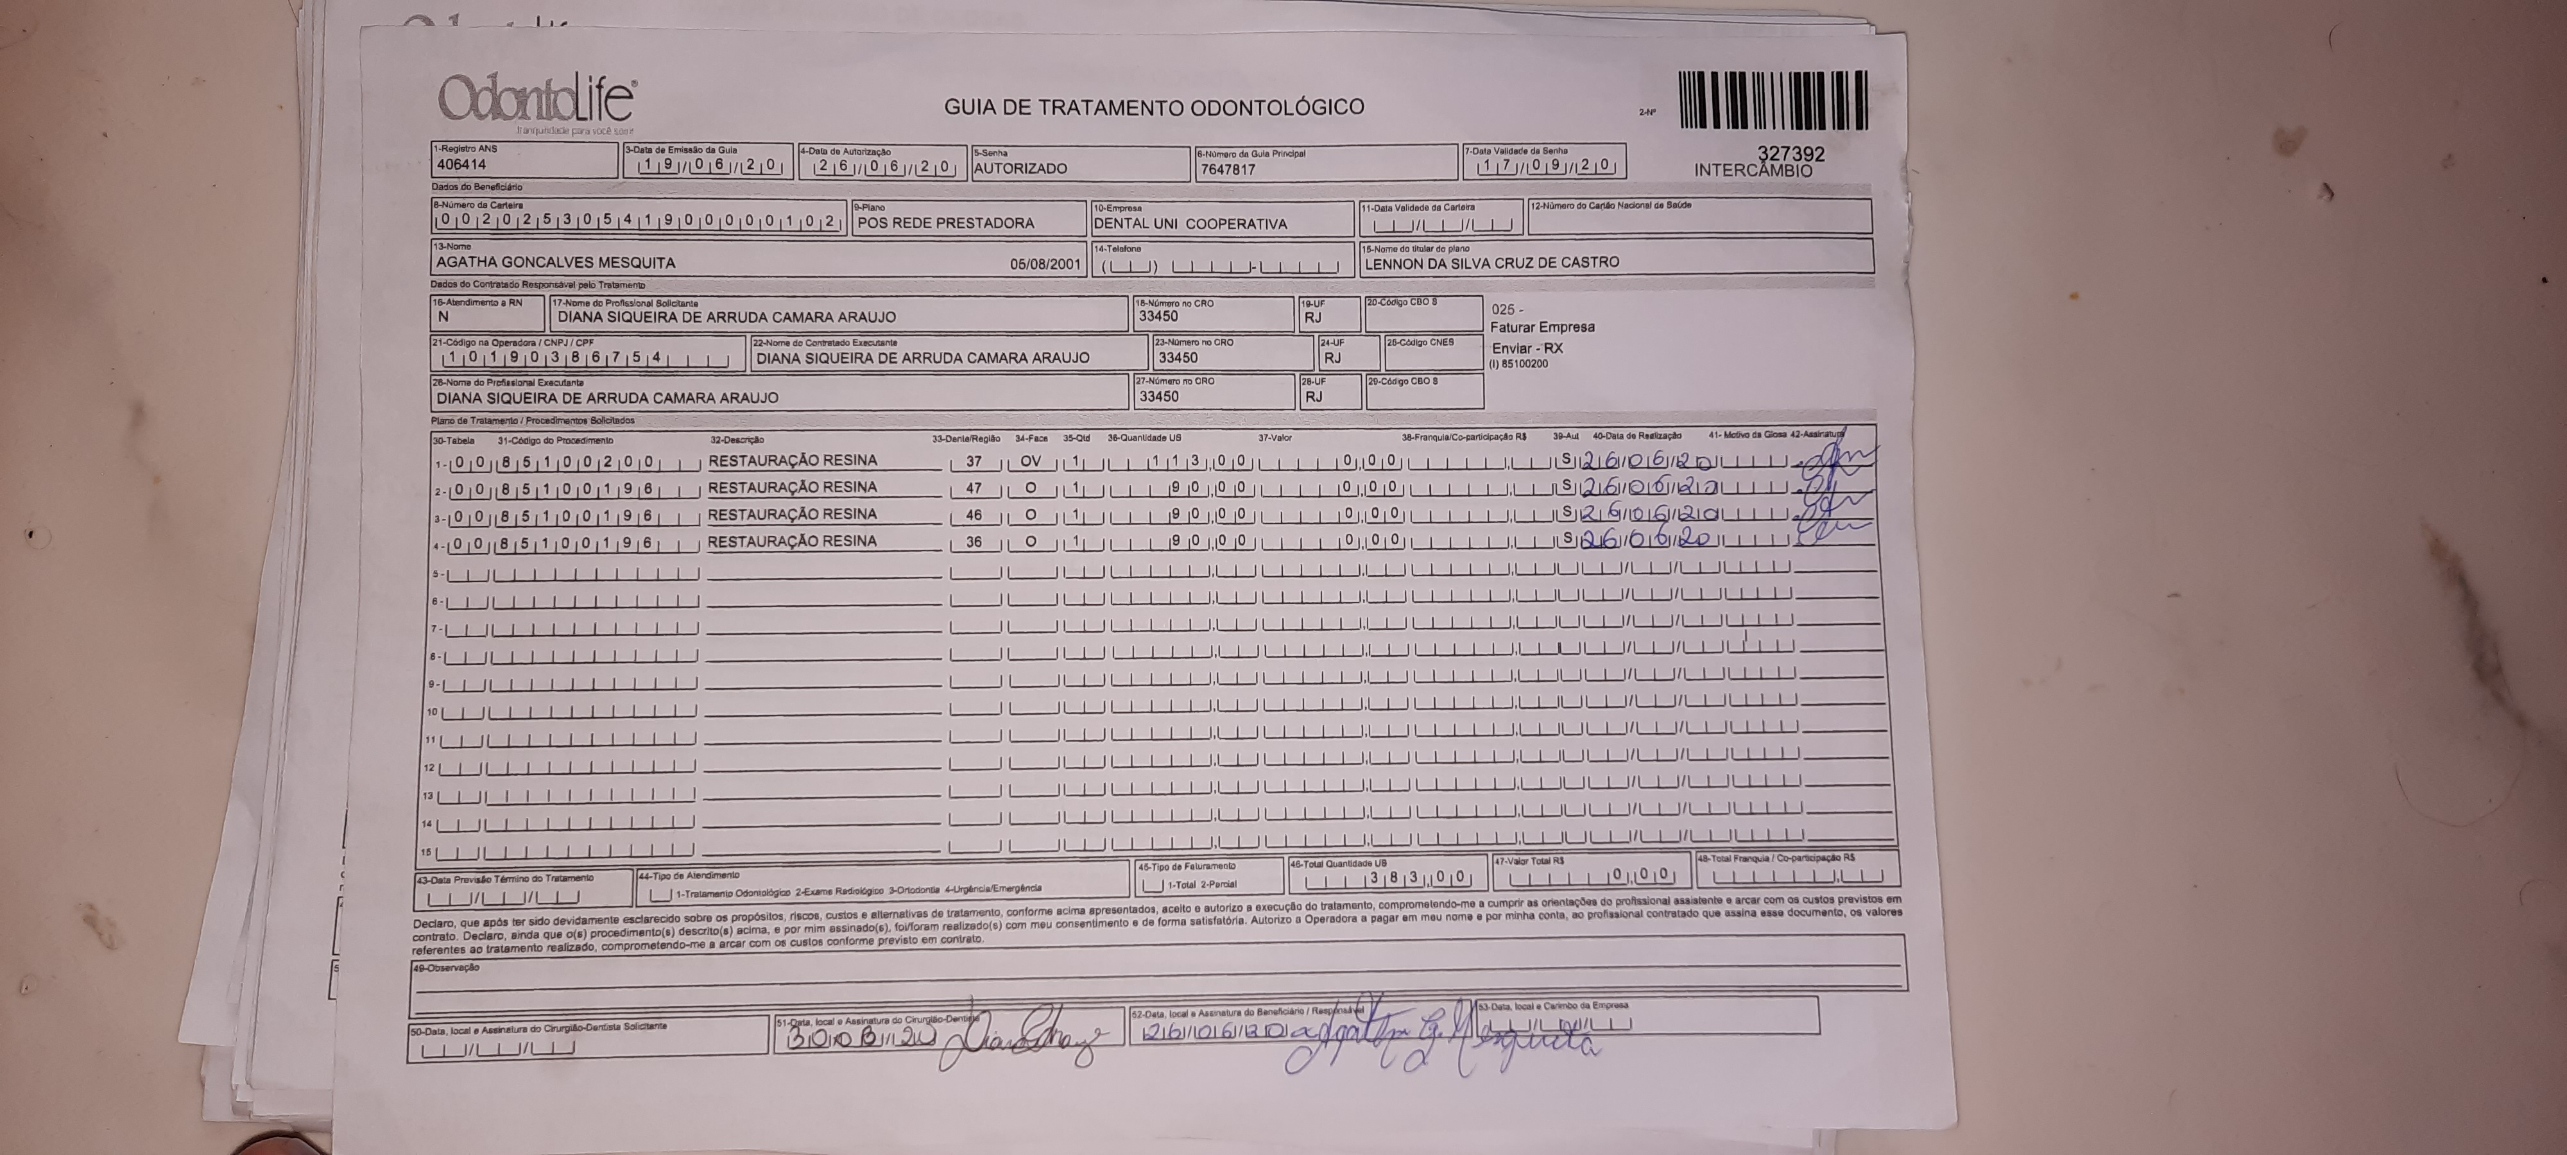 OdontoLife®
tranquilidade para você sorrir
GUIA DE TRATAMENTO ODONTOLÓGICO
2-Nº
327392
INTERCÂMBIO
1-Registro ANS 3-Data de Emissão da Guia 4-Data de Autorização 5-Senha 6-Número da Guia Principal 7-Data Validade da Senha
406414 19/06/20 26/06/20 AUTORIZADO 7647817 17/09/20
Dados do Beneficiário
8-Número da Carteira 9-Plano 10-Empresa 11-Data Validade da Carteira 12-Número do Cartão Nacional de Saúde
00202530541900000102 POS REDE PRESTADORA DENTAL UNI COOPERATIVA
13-Nome 14-Telefone 15-Nome do titular do plano
AGATHA GONCALVES MESQUITA 05/08/2001 LENNON DA SILVA CRUZ DE CASTRO
Dados do Contratado Responsável pelo Tratamento
16-Atendimento a RN 17-Nome do Profissional Solicitante 18-Número no CRO 19-UF 20-Código CBO S
N DIANA SIQUEIRA DE ARRUDA CAMARA ARAUJO 33450 RJ
025 -
Faturar Empresa
Enviar - RX
(I) 85100200
21-Código na Operadora / CNPJ / CPF 22-Nome do Contratado Executante 23-Número no CRO 24-UF 25-Código CNES
10190386754 DIANA SIQUEIRA DE ARRUDA CAMARA ARAUJO 33450 RJ
26-Nome do Profissional Executante 27-Número no CRO 28-UF 29-Código CBO S
DIANA SIQUEIRA DE ARRUDA CAMARA ARAUJO 33450 RJ
Plano de Tratamento / Procedimentos Solicitados
30-Tabela 31-Código do Procedimento 32-Descrição 33-Dente/Região 34-Face 35-Qtd 36-Quantidade US 37-Valor 38-Franquia/Co-participação R$ 39-Aut 40-Data de Realização 41- Motivo da Glosa 42-Assinatura
1- 00 85100200 RESTAURAÇÃO RESINA 37 OV 1 113,00 0,00 S 26/06/20
2- 00 85100196 RESTAURAÇÃO RESINA 47 O 1 90,00 0,00 S 26/06/20
3- 00 85100196 RESTAURAÇÃO RESINA 46 O 1 90,00 0,00 S 26/06/20
4- 00 85100196 RESTAURAÇÃO RESINA 36 O 1 90,00 0,00 S 26/06/20
5-
6-
7-
8-
9-
10
11
12
13
14
15
43-Data Previsão Término do Tratamento 44-Tipo de Atendimento 45-Tipo de Faturamento 46-Total Quantidade US 47-Valor Total R$ 48-Total Franquia / Co-participação R$
1-Tratamento Odontológico 2-Exame Radiológico 3-Ortodontia 4-Urgência/Emergência 1-Total 2-Parcial 383,00 0,00
Declaro, que após ter sido devidamente esclarecido sobre os propósitos, riscos, custos e alternativas de tratamento, conforme acima apresentados, aceito e autorizo a execução do tratamento, comprometendo-me a cumprir as orientações do profissional assistente e arcar com os custos previstos em
contrato. Declaro, ainda que o(s) procedimento(s) descrito(s) acima, e por mim assinado(s), foi/foram realizado(s) com meu consentimento e de forma satisfatória. Autorizo a Operadora a pagar em meu nome e por minha conta, ao profissional contratado que assina esse documento, os valores
referentes ao tratamento realizado, comprometendo-me a arcar com os custos conforme previsto em contrato.
49-Observação
50-Data, local e Assinatura do Cirurgião-Dentista Solicitante 51-Data, local e Assinatura do Cirurgião-Dentista 52-Data, local e Assinatura do Beneficiário / Responsável 53-Data, local e Carimbo da Empresa
26/06/20 Agatha G. Mesquita